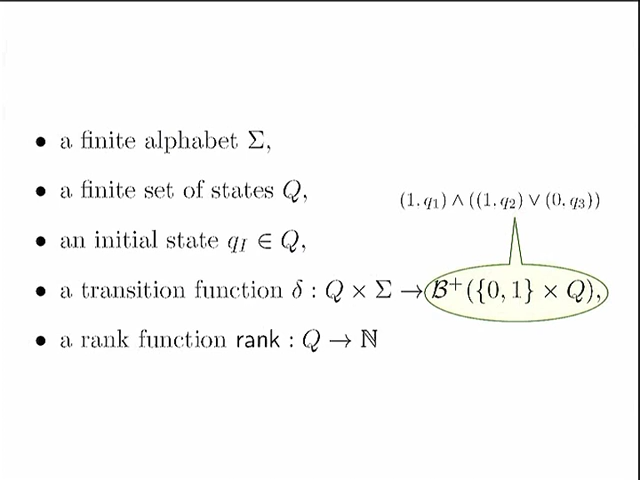 • a finite alphabet Σ,
• a finite set of states Q,
(1, q₁) ∧ ((1, q₂) ∨ (0, q₃))
• an initial state q_I ∈ Q,
• a transition function δ : Q × Σ → 𝓑⁺({0, 1} × Q),
• a rank function rank : Q → ℕ